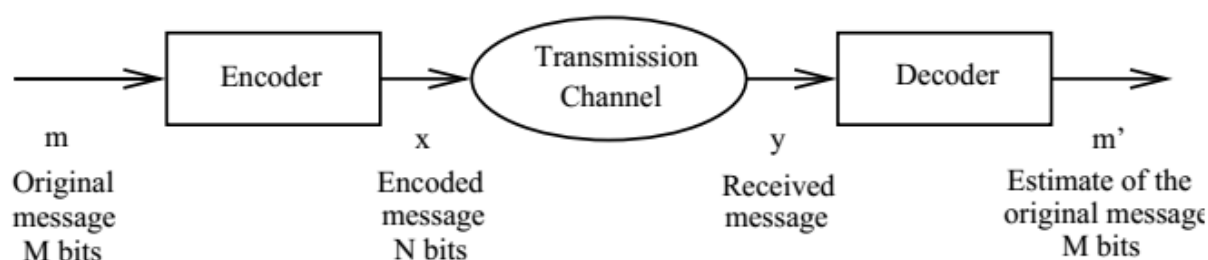 Encoder
Transmission
Channel
Decoder
m
Original
message
M bits
x
Encoded
message
N bits
y
Received
message
m’
Estimate of the
original message
M bits